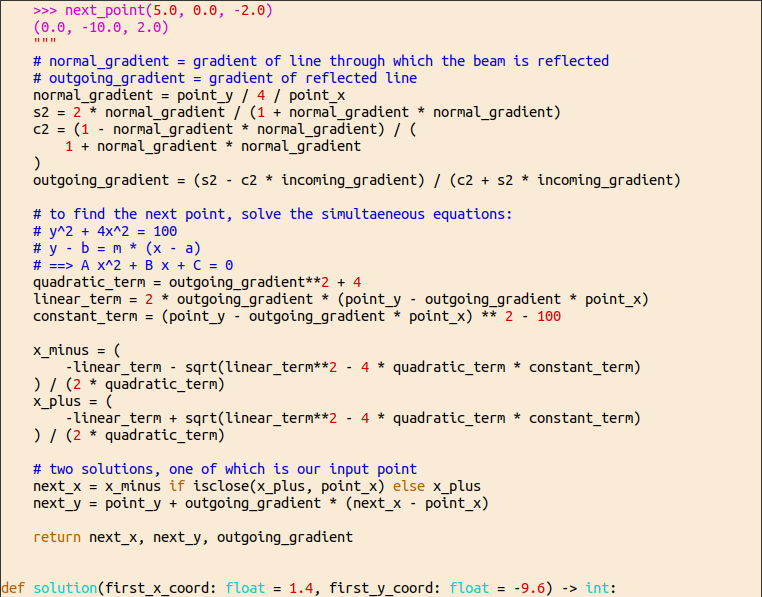 >>> next_point(5.0, 0.0, -2.0)
    (0.0, -10.0, 2.0)
    """
    # normal_gradient = gradient of line through which the beam is reflected
    # outgoing_gradient = gradient of reflected line
    normal_gradient = point_y / 4 / point_x
    s2 = 2 * normal_gradient / (1 + normal_gradient * normal_gradient)
    c2 = (1 - normal_gradient * normal_gradient) / (
        1 + normal_gradient * normal_gradient
    )
    outgoing_gradient = (s2 - c2 * incoming_gradient) / (c2 + s2 * incoming_gradient)

    # to find the next point, solve the simultaeneous equations:
    # y^2 + 4x^2 = 100
    # y - b = m * (x - a)
    # ==> A x^2 + B x + C = 0
    quadratic_term = outgoing_gradient**2 + 4
    linear_term = 2 * outgoing_gradient * (point_y - outgoing_gradient * point_x)
    constant_term = (point_y - outgoing_gradient * point_x) ** 2 - 100

    x_minus = (
        -linear_term - sqrt(linear_term**2 - 4 * quadratic_term * constant_term)
    ) / (2 * quadratic_term)
    x_plus = (
        -linear_term + sqrt(linear_term**2 - 4 * quadratic_term * constant_term)
    ) / (2 * quadratic_term)

    # two solutions, one of which is our input point
    next_x = x_minus if isclose(x_plus, point_x) else x_plus
    next_y = point_y + outgoing_gradient * (next_x - point_x)

    return next_x, next_y, outgoing_gradient


def solution(first_x_coord: float = 1.4, first_y_coord: float = -9.6) -> int: